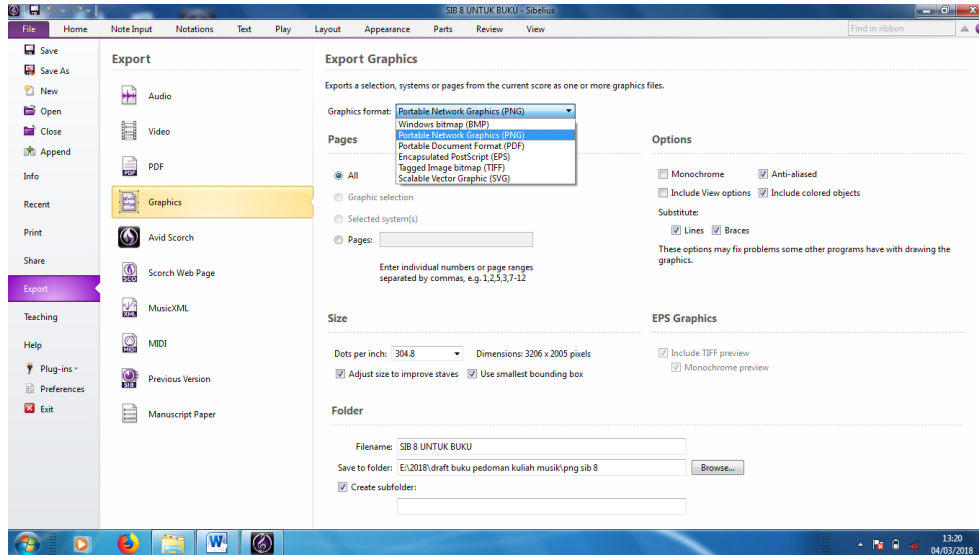 SIB 8 UNTUK BUKU - Sibelius
File Home Note Input Notations Text Play Layout Appearance Parts Review View Find in ribbon
Save
Save As
New
Open
Close
Append
Info
Recent
Print
Share
Export
Teaching
Help
Plug-ins
Preferences
Exit
Export
Audio
Video
PDF
Graphics
Avid Scorch
Scorch Web Page
MusicXML
MIDI
Previous Version
Manuscript Paper
Export Graphics
Exports a selection, systems or pages from the current score as one or more graphics files.
Graphics format: Portable Network Graphics (PNG)
Windows bitmap (BMP)
Portable Network Graphics (PNG)
Portable Document Format (PDF)
Encapsulated PostScript (EPS)
Tagged Image bitmap (TIFF)
Scalable Vector Graphic (SVG)
Pages
All
Graphic selection
Selected system(s)
Pages:
Enter individual numbers or page ranges
separated by commas, e.g. 1,2,5,3,7-12
Options
Monochrome Anti-aliased
Include View options Include colored objects
Substitute:
Lines Braces
These options may fix problems some other programs have with drawing the
graphics.
Size
Dots per inch: 304.8 Dimensions: 3206 x 2005 pixels
Adjust size to improve staves Use smallest bounding box
EPS Graphics
Include TIFF preview
Monochrome preview
Folder
Filename: SIB 8 UNTUK BUKU
Save to folder: E:\2018\draft buku pedoman kuliah musik\png sib 8 Browse...
Create subfolder:
13:20
04/03/2018